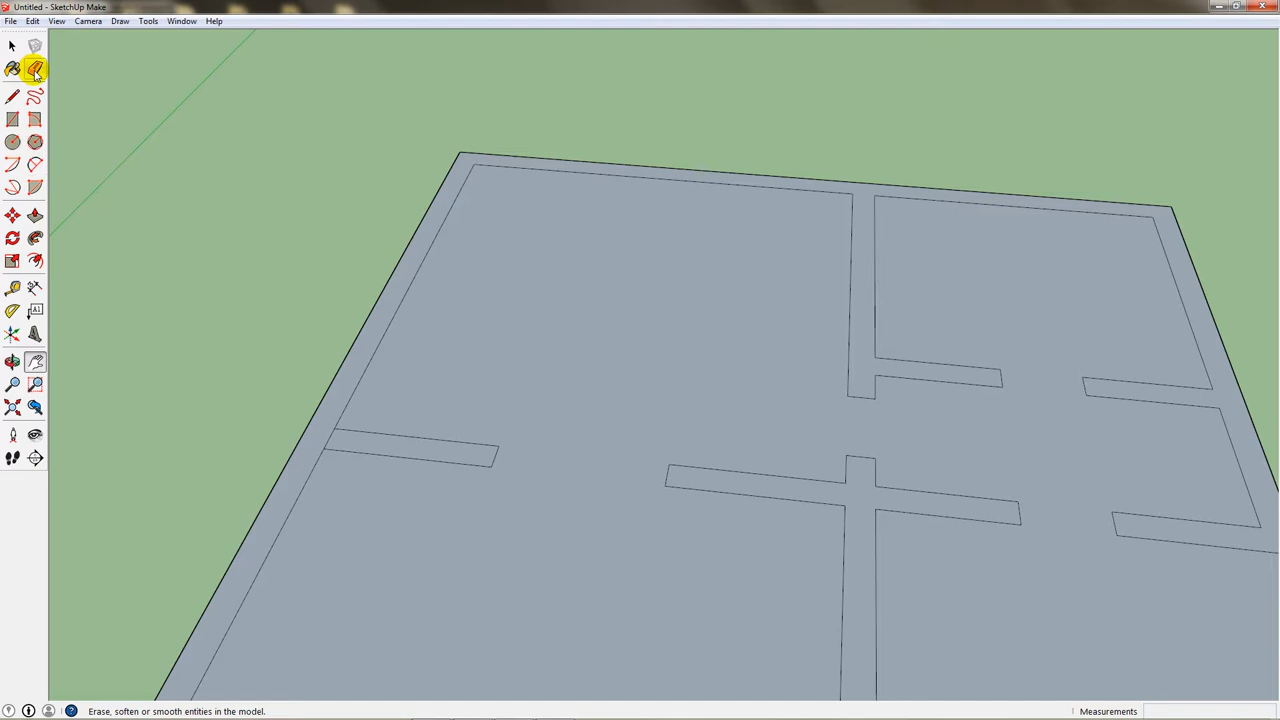 Untitled - SketchUp Make
File Edit View Camera Draw Tools Window Help
A1
Erase, soften or smooth entities in the model.
Measurements